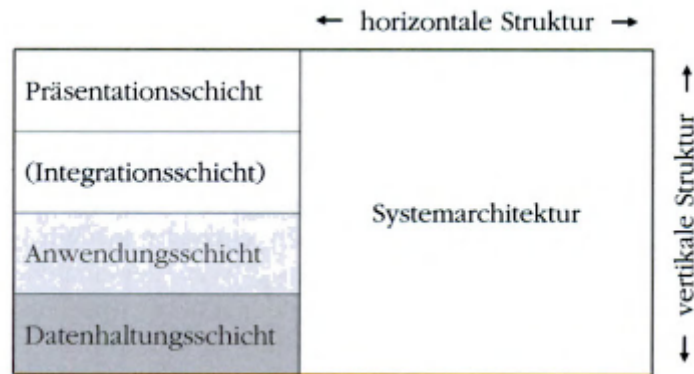 ← horizontale Struktur →
Präsentationsschicht
(Integrationsschicht)
Systemarchitektur
Anwendungsschicht
Datenhaltungsschicht
← vertikale Struktur →